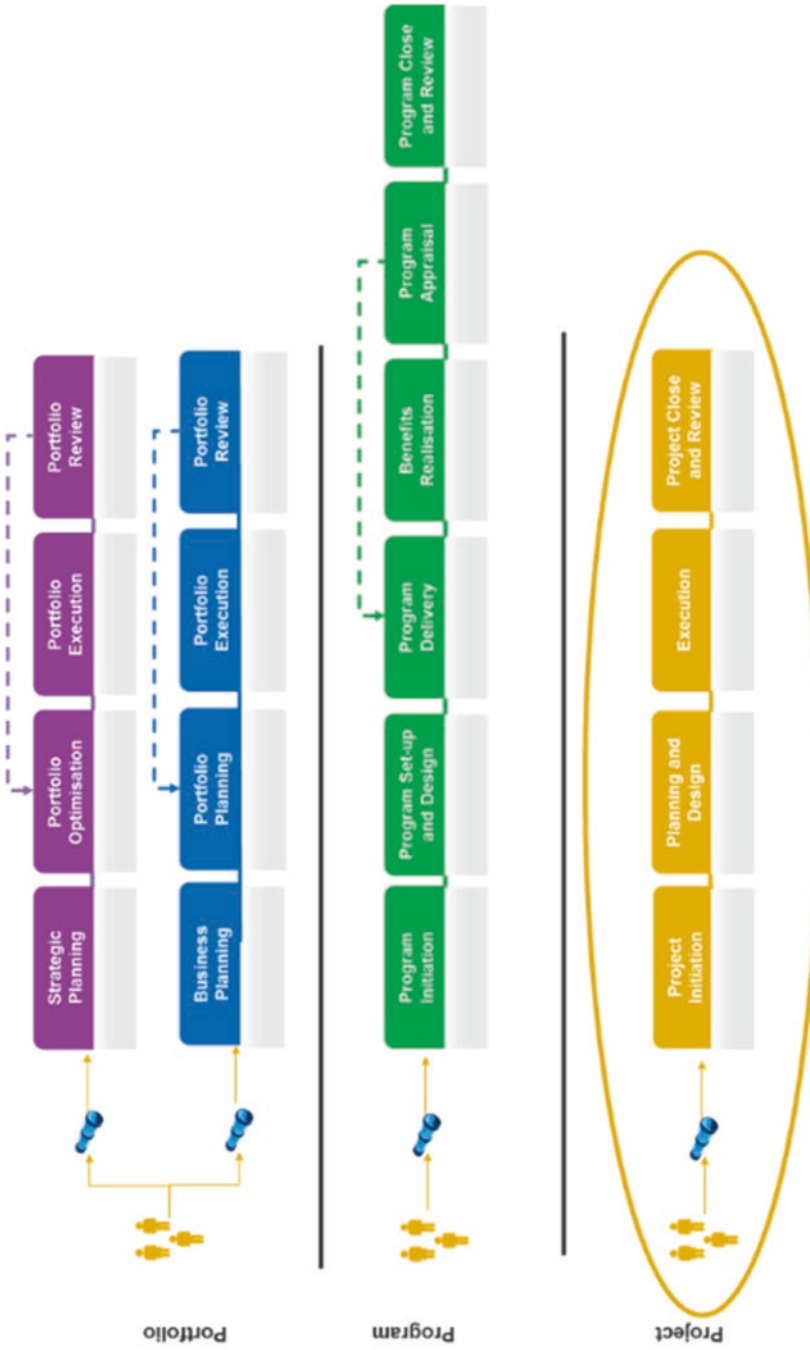 Portfolio
Strategic
Planning
Portfolio
Optimisation
Portfolio
Execution
Portfolio
Review
Business
Planning
Portfolio
Planning
Portfolio
Execution
Portfolio
Review
Program
Program
Initiation
Program Set-up
and Design
Program
Delivery
Benefits
Realisation
Program
Appraisal
Program Close
and Review
Project
Project
Initiation
Planning and
Design
Execution
Project Close
and Review